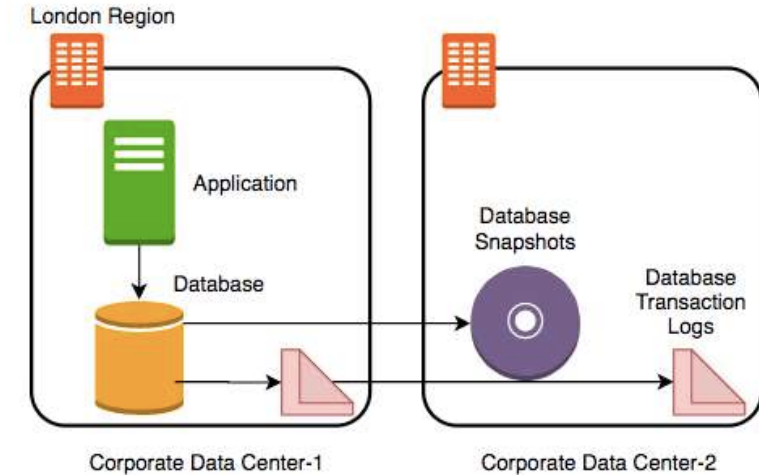 London Region
Application
Database
Database
Snapshots
Database
Transaction
Logs
Corporate Data Center-1
Corporate Data Center-2